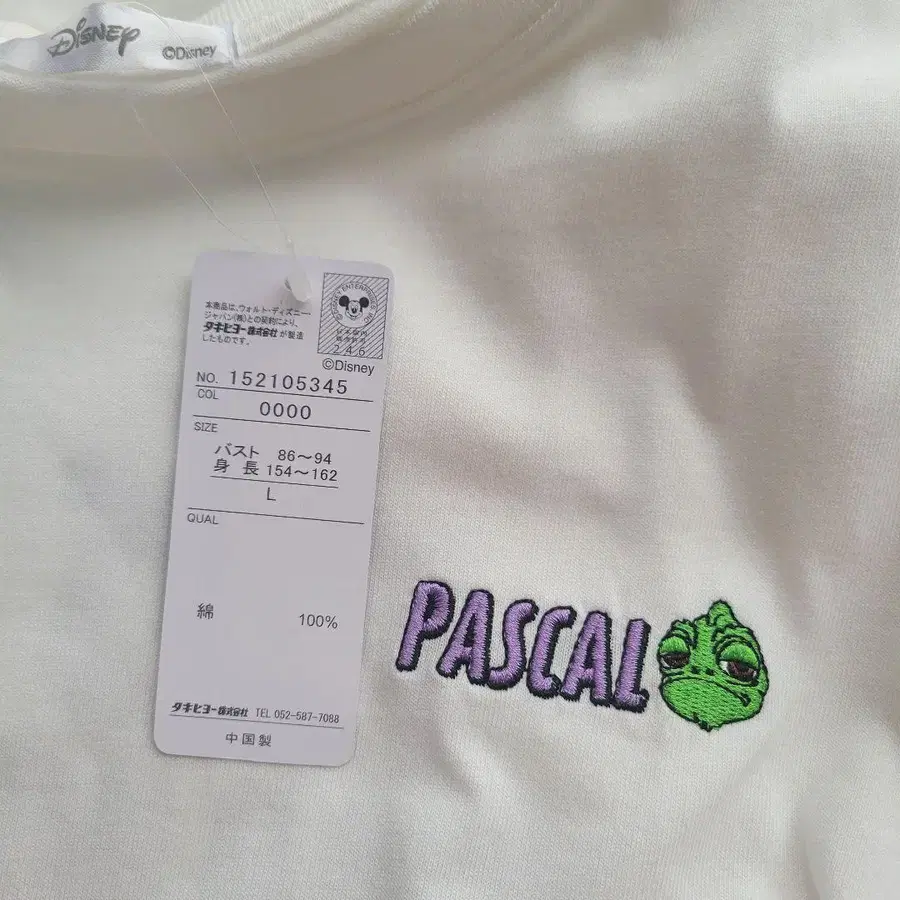 Disney
©Disney
本商品は、ウォルト・ディズニー・
ジャパン(株)との契約により、
タキヒヨー株式会社が製造
したものです。
246
©Disney
NO. 152105345
COL
0000
SIZE
バスト 86〜94
身長 154〜162
L
QUAL
綿 100%
PASCAL
タキヒヨー株式会社 TEL 052-587-7088
中国製